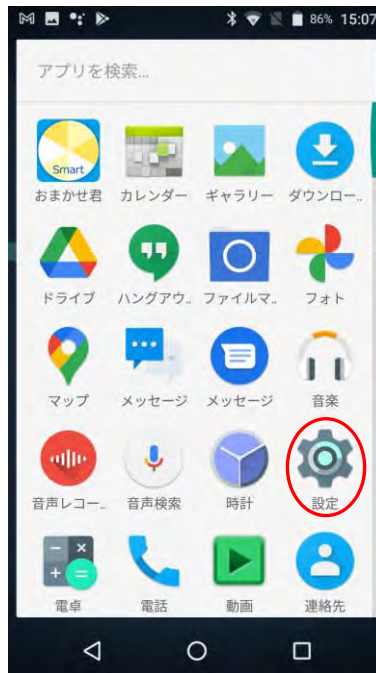 86% 15:07
アプリを検索...
Smart
おまかせ君 カレンダー ギャラリー ダウンロー..
ドライブ ハングアウ.. ファイルマ.. フォト
マップ メッセージ メッセージ 音楽
音声レコー.. 音声検索 時計 設定
電卓 電話 動画 連絡先